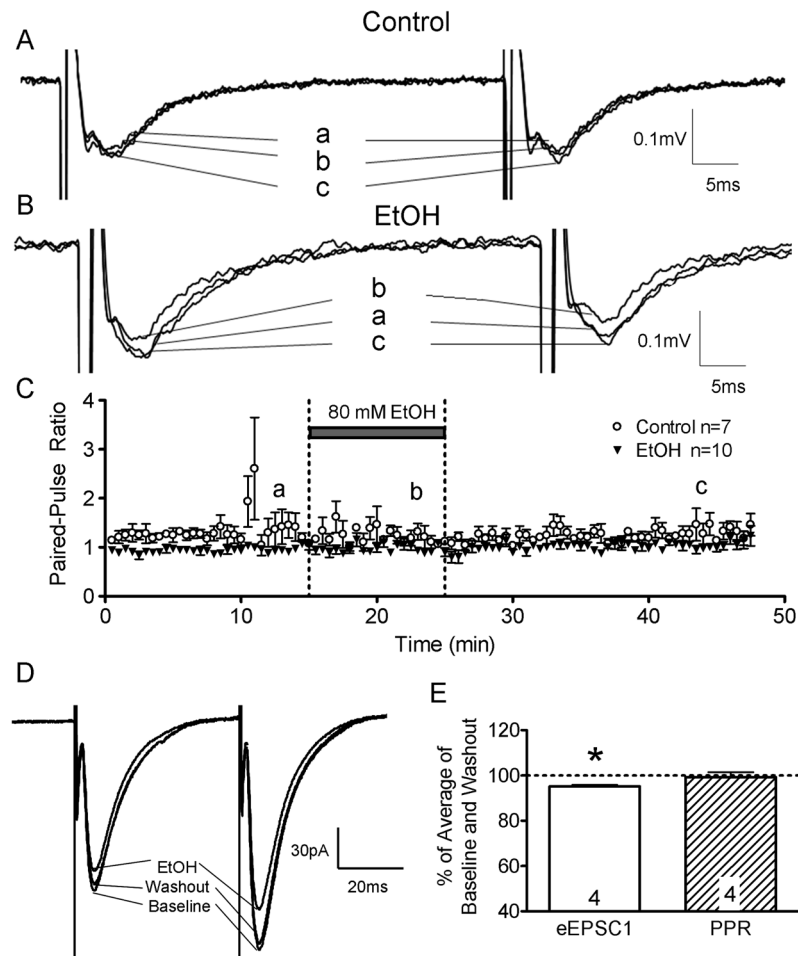 Control
A
a
b
c
0.1mV
5ms
B
EtOH
b
a
c
0.1mV
5ms
C
Paired-Pulse Ratio
4
3
2
1
0
80 mM EtOH
Control n=7
EtOH n=10
a
b
c
0
10
20
30
40
50
Time (min)
D
EtOH
Washout
Baseline
30pA
20ms
E
% of Average of
Baseline and Washout
120
100
80
60
40
*
4
4
eEPSC1
PPR